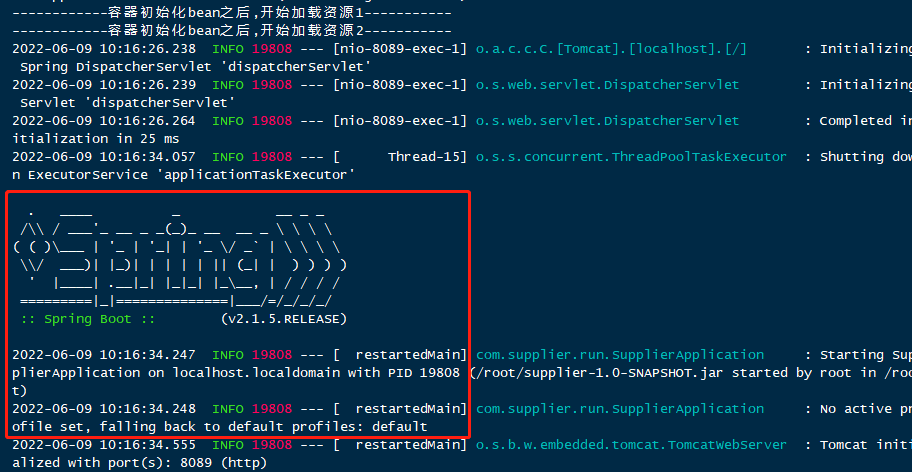 ------------容器初始化bean之后,开始加载资源1-----------
------------容器初始化bean之后,开始加载资源2-----------
2022-06-09 10:16:26.238  INFO 19808 --- [nio-8089-exec-1] o.a.c.c.C.[Tomcat].[localhost].[/]       : Initializing
 Spring DispatcherServlet 'dispatcherServlet'
2022-06-09 10:16:26.239  INFO 19808 --- [nio-8089-exec-1] o.s.web.servlet.DispatcherServlet        : Initializing
 Servlet 'dispatcherServlet'
2022-06-09 10:16:26.264  INFO 19808 --- [nio-8089-exec-1] o.s.web.servlet.DispatcherServlet        : Completed in
itialization in 25 ms
2022-06-09 10:16:34.057  INFO 19808 --- [      Thread-15] o.s.s.concurrent.ThreadPoolTaskExecutor  : Shutting dow
n ExecutorService 'applicationTaskExecutor'
  .   ____          _            __ _ _
 /\\ / ___'_ __ _ _(_)_ __  __ _ \ \ \ \
( ( )\___ | '_ | '_| | '_ \/ _` | \ \ \ \
 \\/  ___)| |_)| | | | | || (_| |  ) ) ) )
  '  |____| .__|_| |_|_| |_\__, | / / / /
 =========|_|==============|___/=/_/_/_/
 :: Spring Boot ::        (v2.1.5.RELEASE)
2022-06-09 10:16:34.247  INFO 19808 --- [  restartedMain] com.supplier.run.SupplierApplication     : Starting Sup
plierApplication on localhost.localdomain with PID 19808 (/root/supplier-1.0-SNAPSHOT.jar started by root in /roo
t)
2022-06-09 10:16:34.248  INFO 19808 --- [  restartedMain] com.supplier.run.SupplierApplication     : No active pr
ofile set, falling back to default profiles: default
2022-06-09 10:16:34.555  INFO 19808 --- [  restartedMain] o.s.b.w.embedded.tomcat.TomcatWebServer  : Tomcat initi
alized with port(s): 8089 (http)